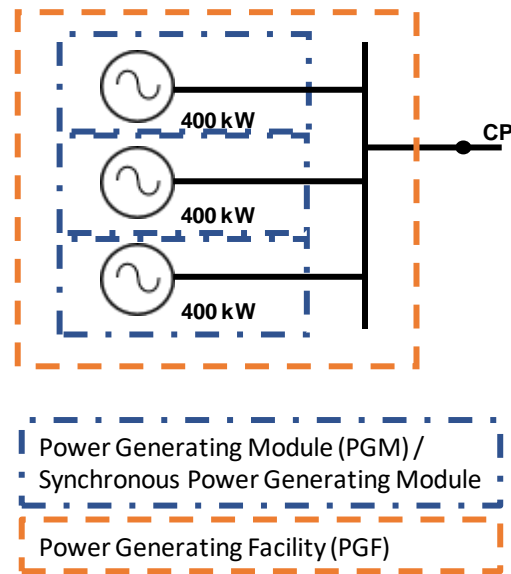 400 kW
CP
400 kW
400 kW
Power Generating Module (PGM) /
Synchronous Power Generating Module
Power Generating Facility (PGF)